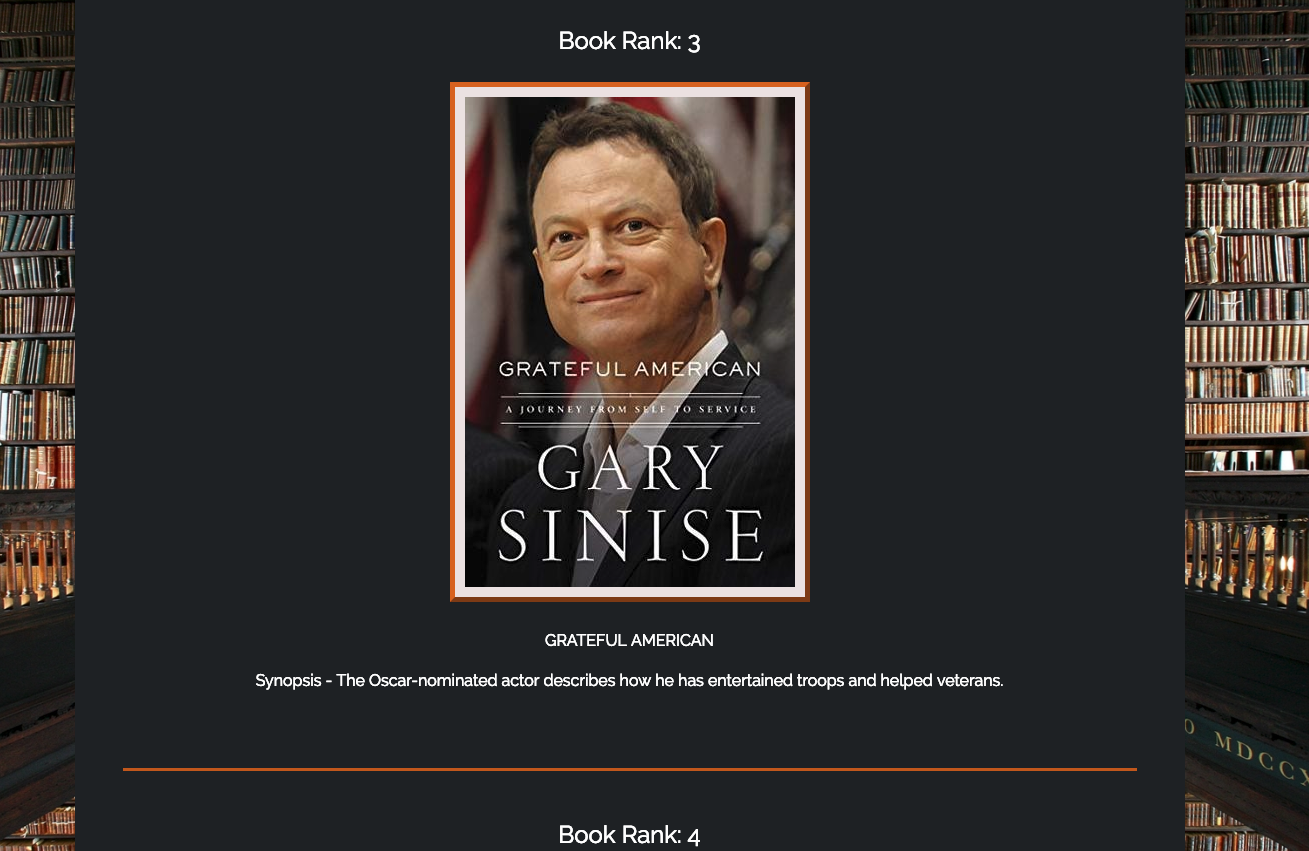 Book Rank: 3
GRATEFUL AMERICAN
A JOURNEY FROM SELF TO SERVICE
GARY
SINISE
GRATEFUL AMERICAN
Synopsis - The Oscar-nominated actor describes how he has entertained troops and helped veterans.
O MDCCX
Book Rank: 4